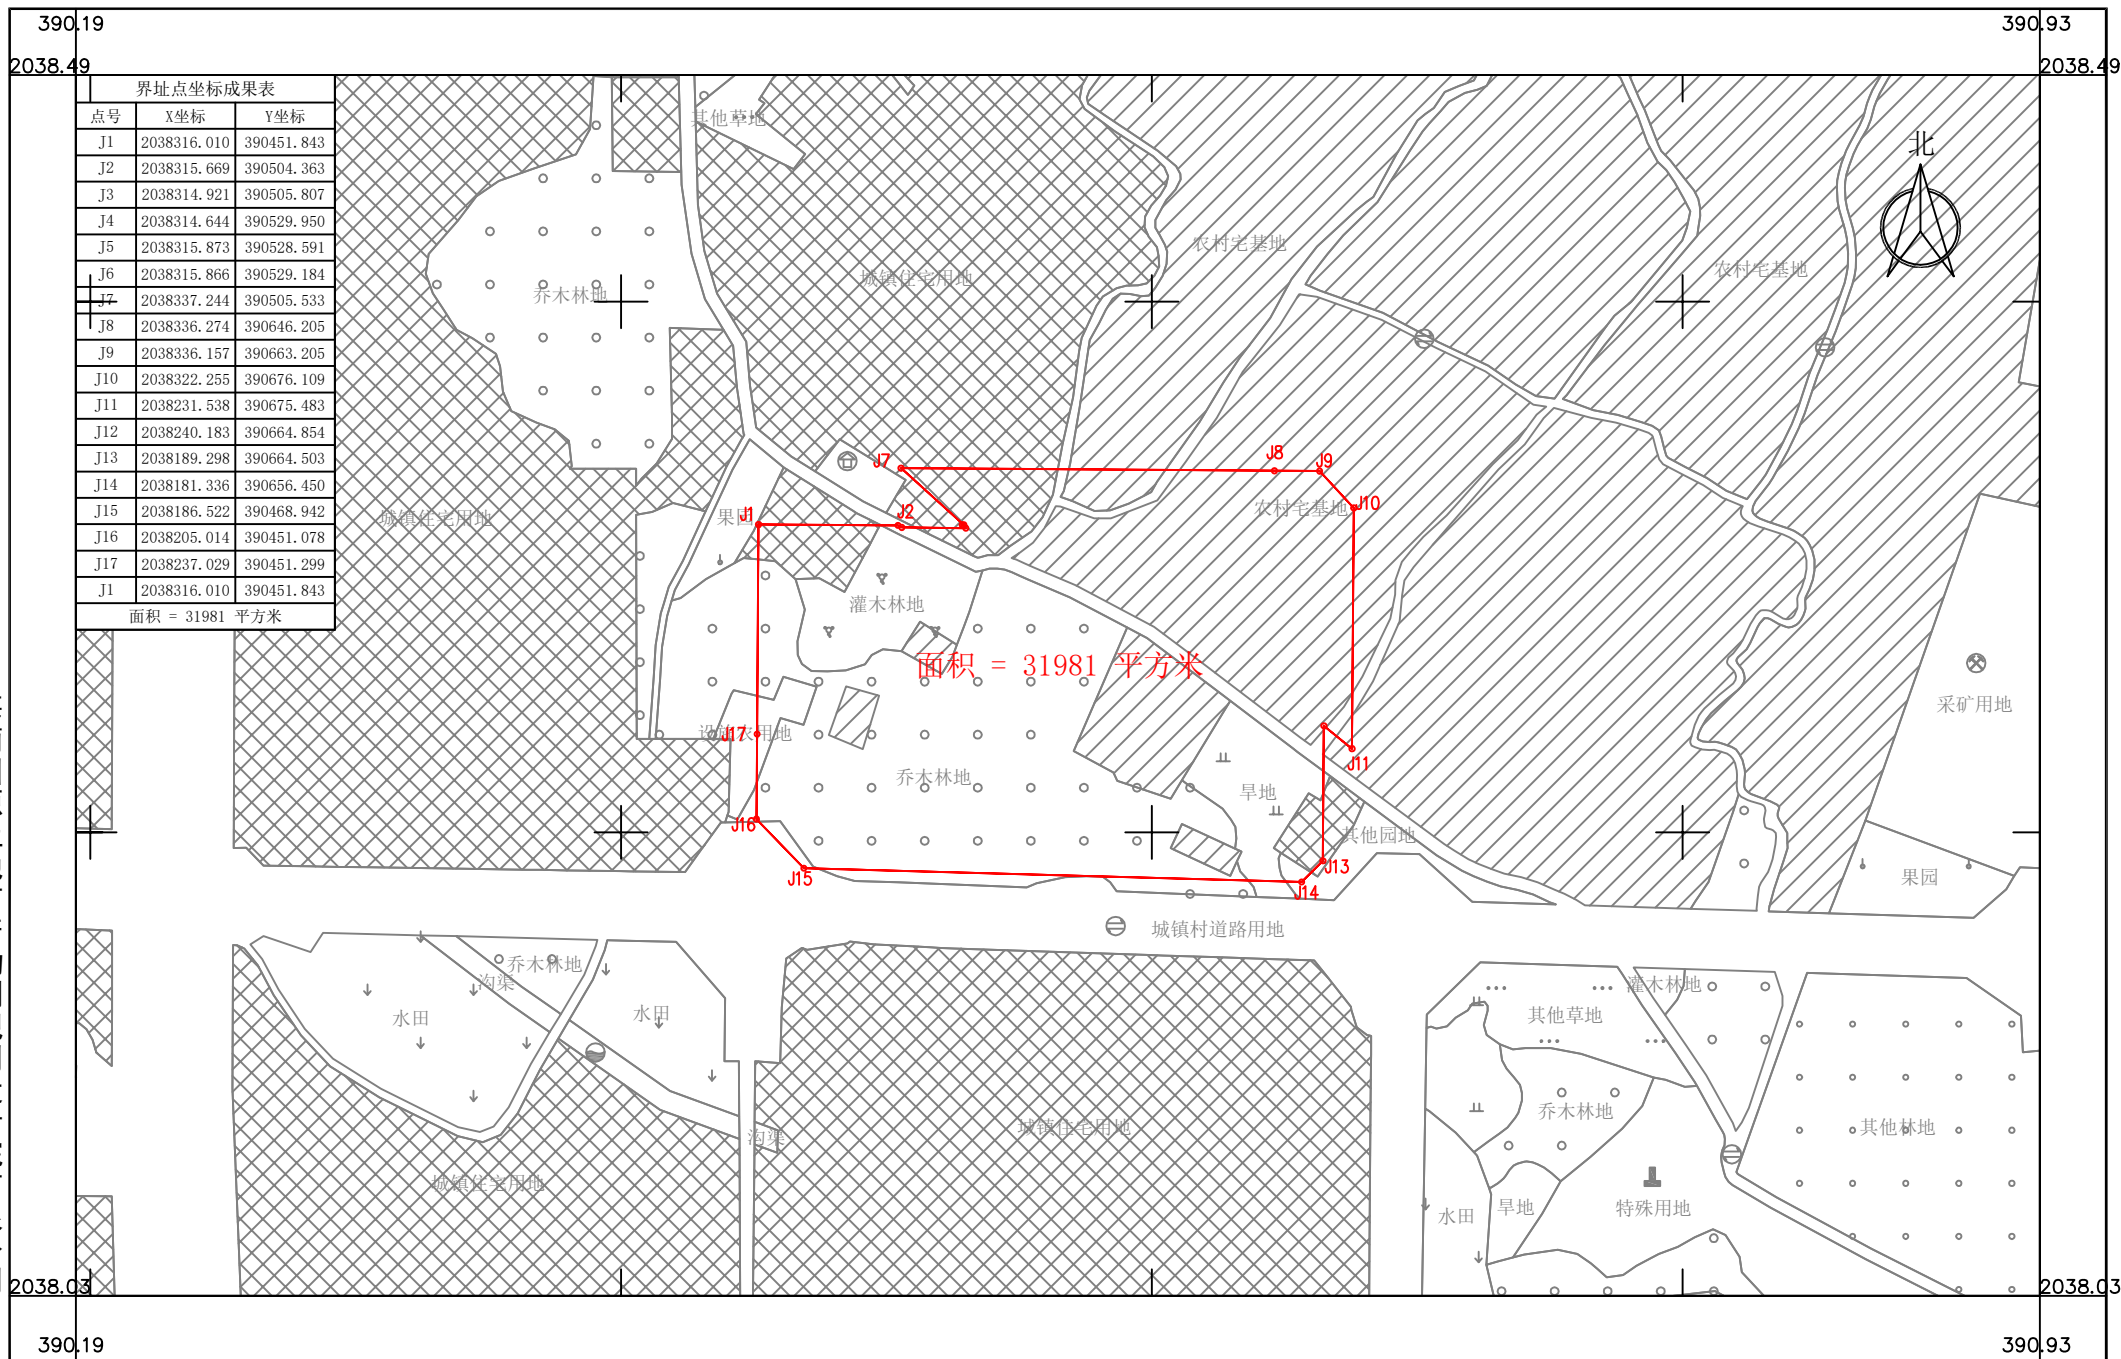 390.19
390.93
2038.49
2038.49
界址点坐标成果表
点号 X坐标 Y坐标
J1 2038316.010 390451.843
J2 2038315.669 390504.363
J3 2038314.921 390505.807
J4 2038314.644 390529.950
J5 2038315.873 390528.591
J6 2038315.866 390529.184
J7 2038337.244 390505.533
J8 2038336.274 390646.205
J9 2038336.157 390663.205
J10 2038322.255 390676.109
J11 2038231.538 390675.483
J12 2038240.183 390664.854
J13 2038189.298 390664.503
J14 2038181.336 390656.450
J15 2038186.522 390468.942
J16 2038205.014 390451.078
J17 2038237.029 390451.299
J1 2038316.010 390451.843
面积 = 31981 平方米
其他草地
北
农村宅基地
农村宅基地
城镇住宅用地
乔木林地
J7
J8
J9
J10
农村宅基地
城镇住宅用地
果园
J1
J2
灌木林地
面积 = 31981 平方米
采矿用地
设施农用地
J17
J11
乔木林地
旱地
J16
其他园地
J13
J15
J14
果园
城镇村道路用地
乔木林地
沟渠
水田
水田
灌木林地
其他草地
乔木林地
其他林地
城镇住宅用地
沟渠
城镇住宅用地
水田
旱地
特殊用地
2038.03
2038.03
390.19
390.93